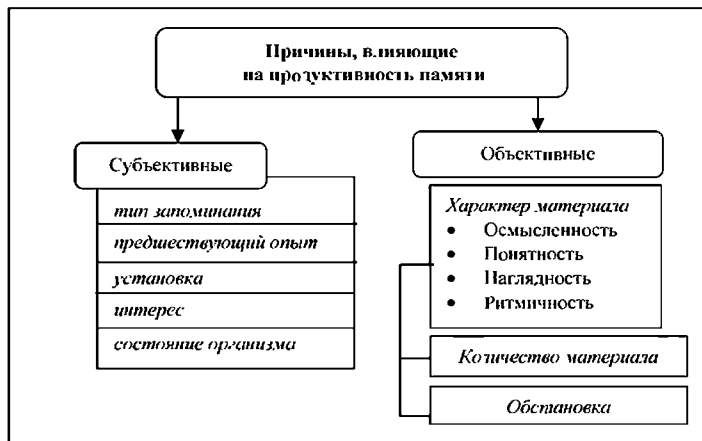 Причины, влияющие
на продуктивность памяти
Субъективные
тип запоминания
предшествующий опыт
установка
интерес
состояние организма
Объективные
Характер материала
• Осмысленность
• Понятность
• Наглядность
• Ритмичность
Количество материала
Обстановка